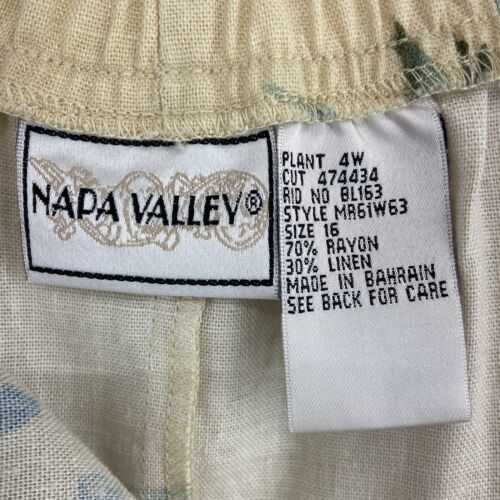 NAPA VALLEY®
PLANT 4W
CUT 474434
RID NO BL163
STYLE MR61W63
SIZE 16
70% RAYON
30% LINEN
MADE IN BAHRAIN
SEE BACK FOR CARE